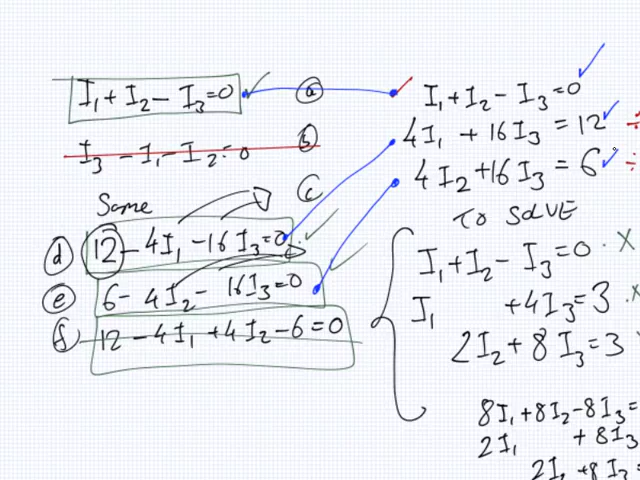 I₁ + I₂ - I₃ = 0 (a)
I₃ - I₁ - I₂ = 0 (b)
(c)
Same
(d) 12 - 4I₁ - 16I₃ = 0
(e) 6 - 4I₂ - 16I₃ = 0
(f) 12 - 4I₁ + 4I₂ - 6 = 0
I₁ + I₂ - I₃ = 0
4I₁ + 16I₃ = 12 ÷
4I₂ + 16I₃ = 6 ÷
TO SOLVE
I₁ + I₂ - I₃ = 0 · X
I₁ + 4I₃ = 3 · X
2I₂ + 8I₃ = 3
8I₁ + 8I₂ - 8I₃ =
2I₁ + 8I₃
2I₂ + 8I₃ =